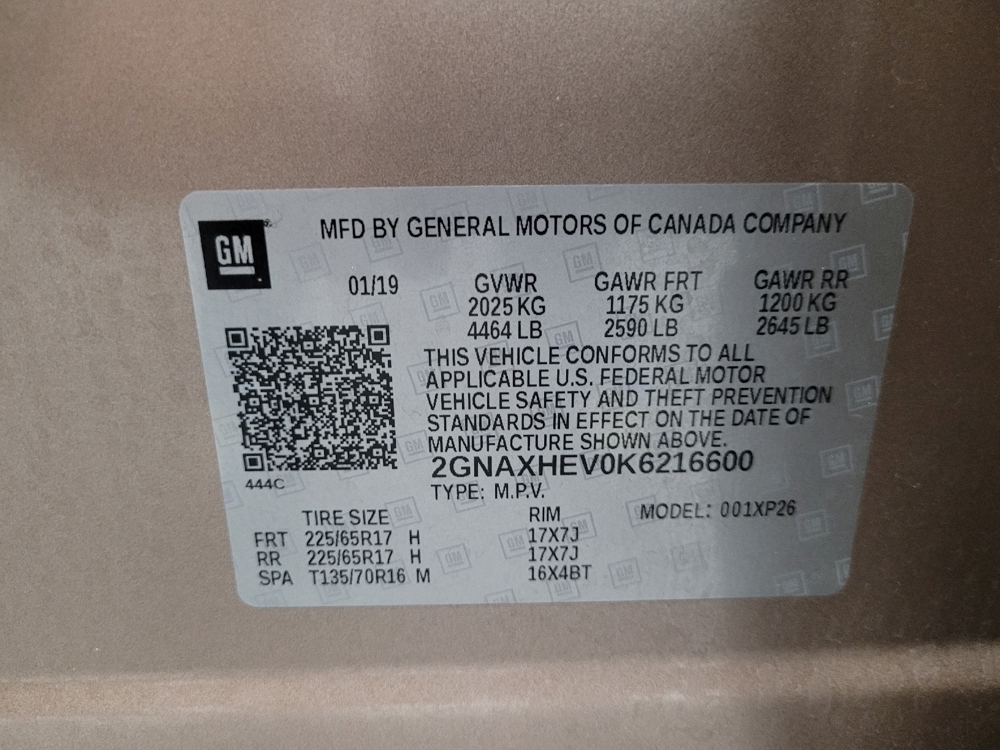 GM
MFD BY GENERAL MOTORS OF CANADA COMPANY
01/19 GVWR GAWR FRT GAWR RR
2025 KG 1175 KG 1200 KG
4464 LB 2590 LB 2645 LB
THIS VEHICLE CONFORMS TO ALL
APPLICABLE U.S. FEDERAL MOTOR
VEHICLE SAFETY AND THEFT PREVENTION
STANDARDS IN EFFECT ON THE DATE OF
MANUFACTURE SHOWN ABOVE.
2GNAXHEV0K6216600
444C
TYPE: M.P.V.
TIRE SIZE RIM MODEL: 001XP26
FRT 225/65R17 H 17X7J
RR 225/65R17 H 17X7J
SPA T135/70R16 M 16X4BT